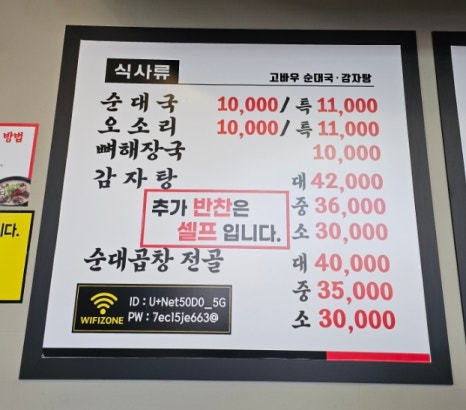 식사류
고바우 순대국·감자탕
순대국 10,000/특 11,000
오소리 10,000/특 11,000
뼈해장국 10,000
감자탕 대 42,000
중 36,000
소 30,000
추가 반찬은
셀프 입니다.
순대곱창 전골 대 40,000
중 35,000
소 30,000
WIFIZONE
ID : U+Net50D0_5G
PW : 7ec15je663@
방법
니다.